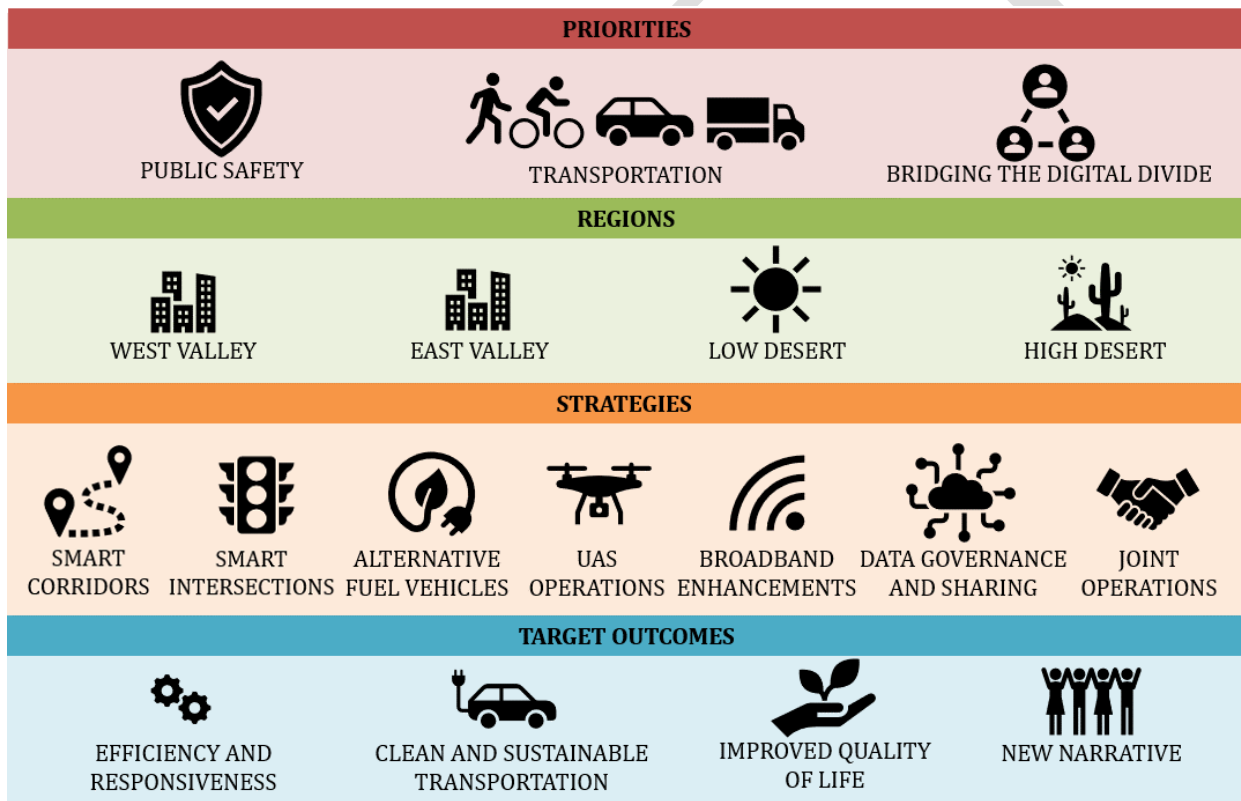 PRIORITIES
PUBLIC SAFETY
TRANSPORTATION
BRIDGING THE DIGITAL DIVIDE
REGIONS
WEST VALLEY
EAST VALLEY
LOW DESERT
HIGH DESERT
STRATEGIES
SMART
CORRIDORS
SMART
INTERSECTIONS
ALTERNATIVE
FUEL VEHICLES
UAS
OPERATIONS
BROADBAND
ENHANCEMENTS
DATA GOVERNANCE
AND SHARING
JOINT
OPERATIONS
TARGET OUTCOMES
EFFICIENCY AND
RESPONSIVENESS
CLEAN AND SUSTAINABLE
TRANSPORTATION
IMPROVED QUALITY
OF LIFE
NEW NARRATIVE